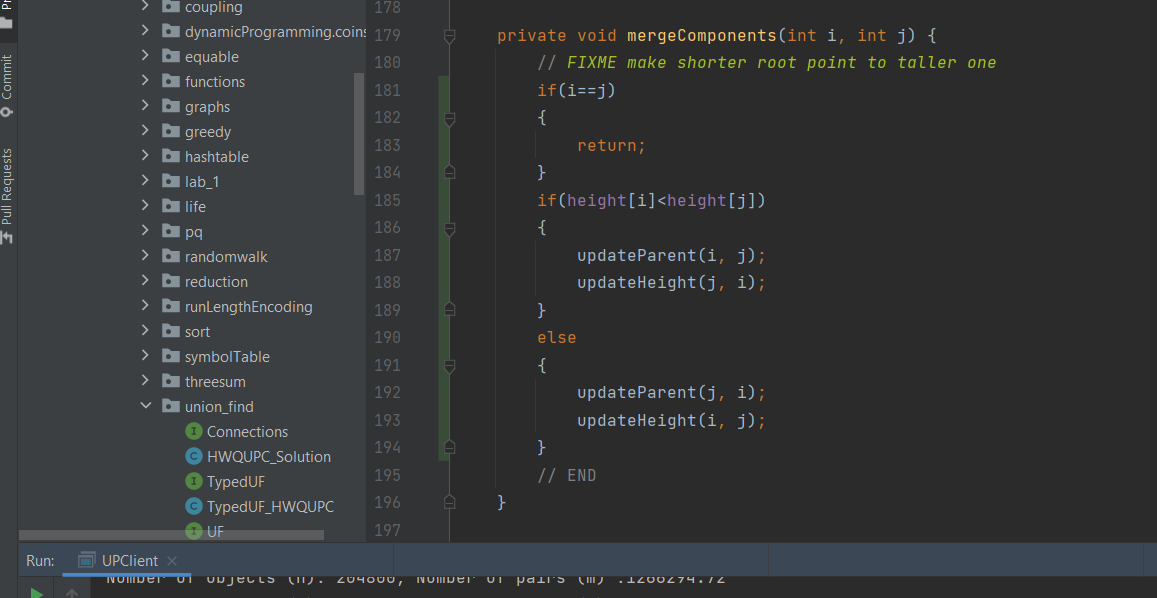 Commit
Pull Requests
coupling
dynamicProgramming.coins
equable
functions
graphs
greedy
hashtable
lab_1
life
pq
randomwalk
reduction
runLengthEncoding
sort
symbolTable
threesum
union_find
Connections
HWQUPC_Solution
TypedUF
TypedUF_HWQUPC
UF
178
179 private void mergeComponents(int i, int j) {
180 // FIXME make shorter root point to taller one
181 if(i==j)
182 {
183 return;
184 }
185 if(height[i]<height[j])
186 {
187 updateParent(i, j);
188 updateHeight(j, i);
189 }
190 else
191 {
192 updateParent(j, i);
193 updateHeight(i, j);
194 }
195 // END
196 }
197
Run: UPClient
Number of objects (n): 204800, Number of pairs (m) :1266294.72